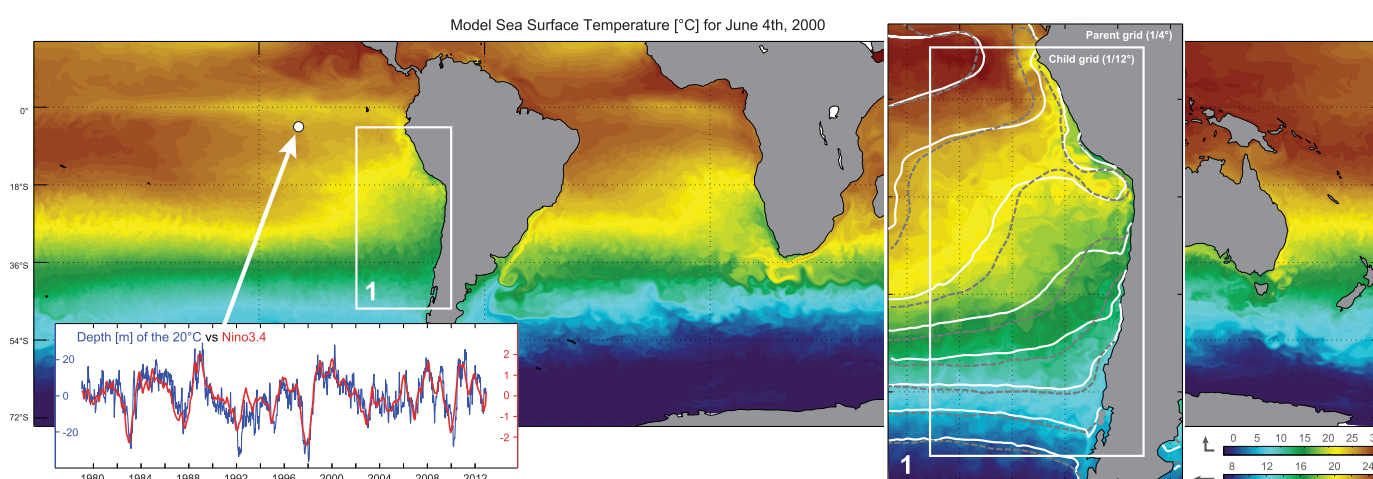 Model Sea Surface Temperature [°C] for June 4th, 2000
Parent grid (1/4°)
Child grid (1/12°)
0°
18°S
36°S
54°S
72°S
1
Depth [m] of the 20°C vs Nino3.4
20
0
-20
2
1
0
-1
-2
1980 1984 1988 1992 1996 2000 2004 2008 2012
1
0 5 10 15 20 25
8 12 16 20 24